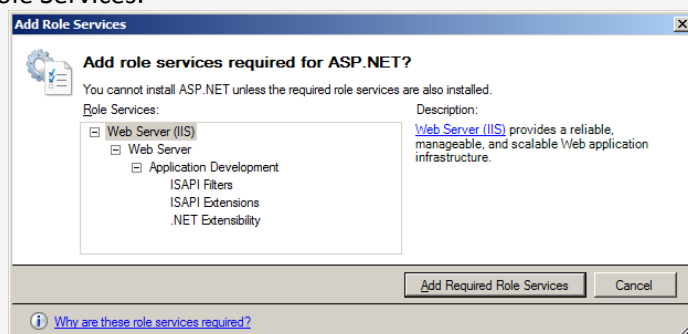 ole Services.
Add Role Services
Add role services required for ASP.NET?
You cannot install ASP.NET unless the required role services are also installed.
Role Services:
Web Server (IIS)
Web Server
Application Development
ISAPI Filters
ISAPI Extensions
.NET Extensibility
Description:
Web Server (IIS) provides a reliable,
manageable, and scalable Web application
infrastructure.
Add Required Role Services
Cancel
Why are these role services required?